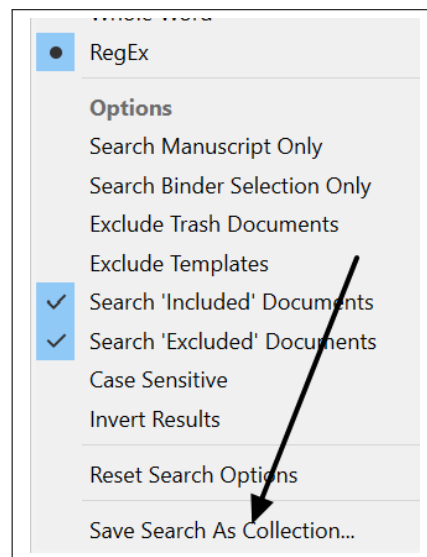 RegEx
Options
Search Manuscript Only
Search Binder Selection Only
Exclude Trash Documents
Exclude Templates
Search 'Included' Documents
Search 'Excluded' Documents
Case Sensitive
Invert Results
Reset Search Options
Save Search As Collection...